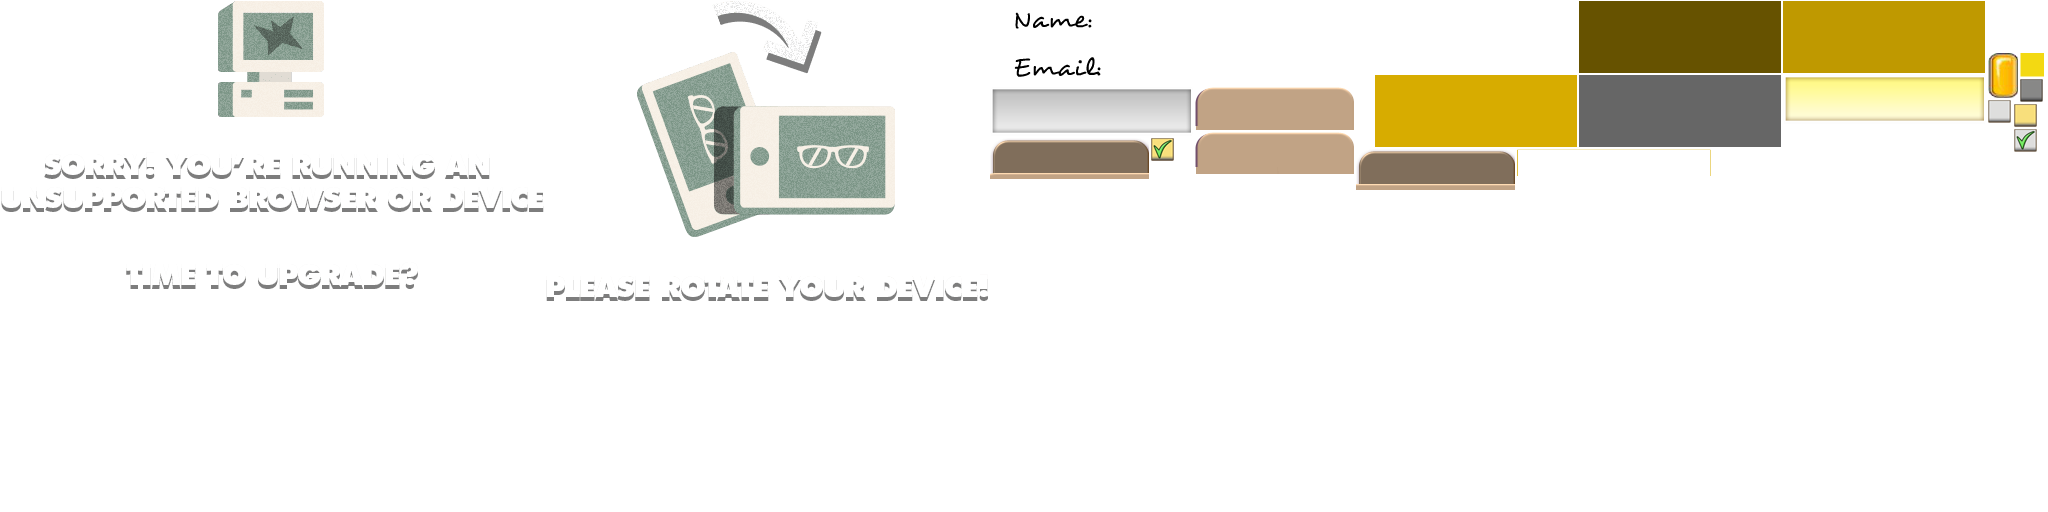 SORRY! YOU'RE RUNNING AN
UNSUPPORTED BROWSER OR DEVICE
TIME TO UPGRADE?
PLEASE ROTATE YOUR DEVICE!
Name:
Email: